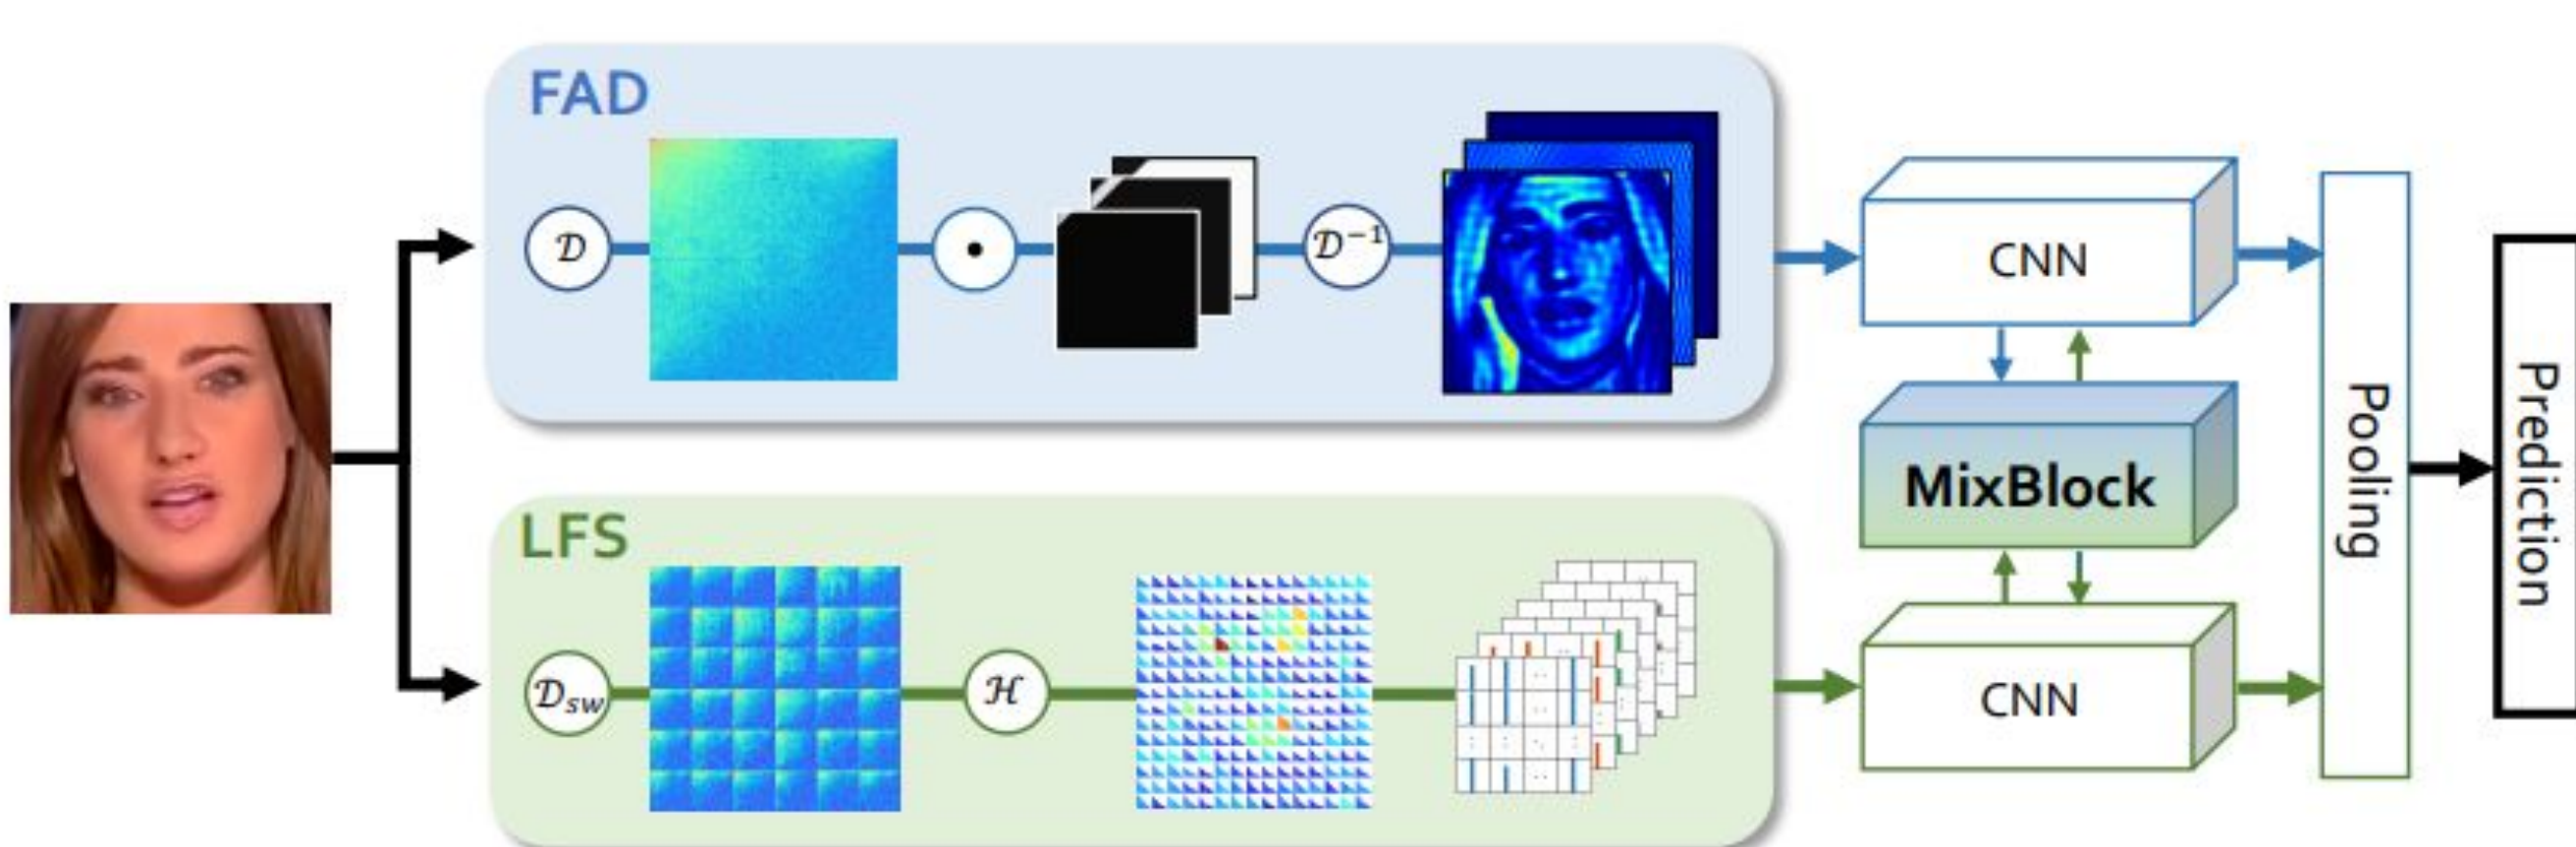 FAD
𝒟
𝒟⁻¹
CNN
MixBlock
Pooling
Prediction
LFS
𝒟sw
ℋ
CNN